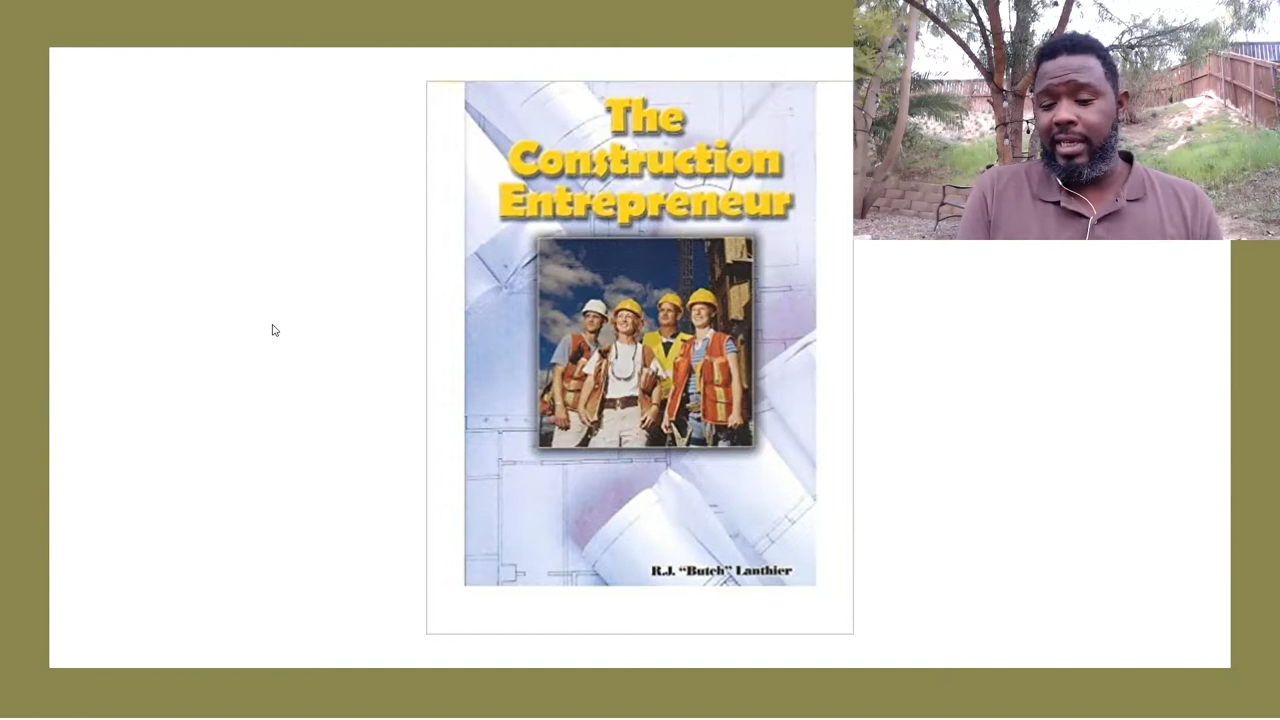 The
Construction
Entrepreneur
R.J. “Butch” Lanthier